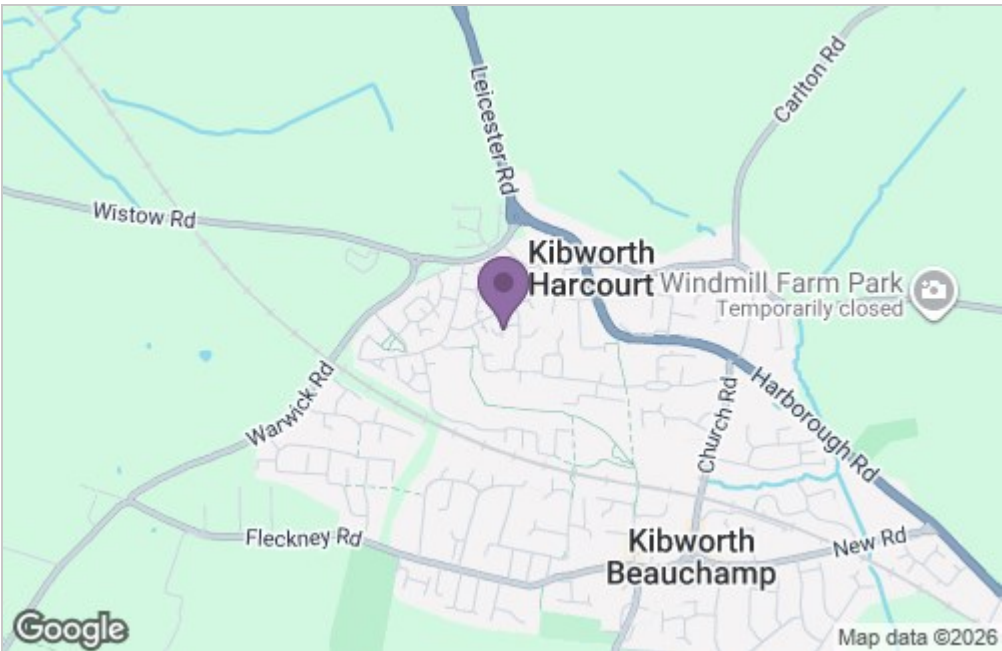 Leicester Rd
Carlton Rd
Wistow Rd
Kibworth
Harcourt
Windmill Farm Park
Temporarily closed
Warwick Rd
Church Rd
Harborough Rd
Fleckney Rd
Kibworth
Beauchamp
New Rd
Google
Map data ©2026